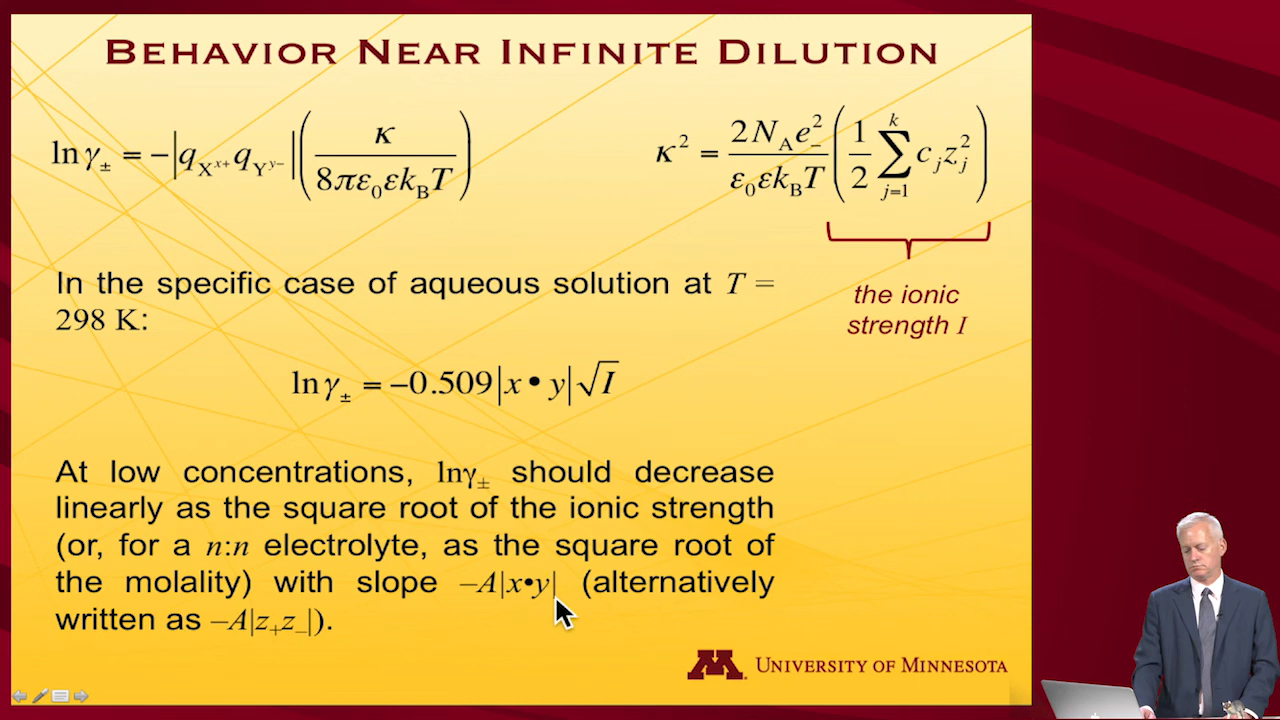 BEHAVIOR NEAR INFINITE DILUTION
ln γ± = −|q_X^x+ q_Y^y−| (κ / 8πε₀εk_BT)
κ² = 2N_A e₋² / ε₀εk_BT (1/2 ∑_{j=1}^{k} c_j z_j²)
the ionic
strength I
In the specific case of aqueous solution at T =
298 K:
ln γ± = −0.509|x • y|√I
At low concentrations, lnγ± should decrease
linearly as the square root of the ionic strength
(or, for a n:n electrolyte, as the square root of
the molality) with slope –A|x•y| (alternatively
written as –A|z₊z₋|).
M
UNIVERSITY OF MINNESOTA